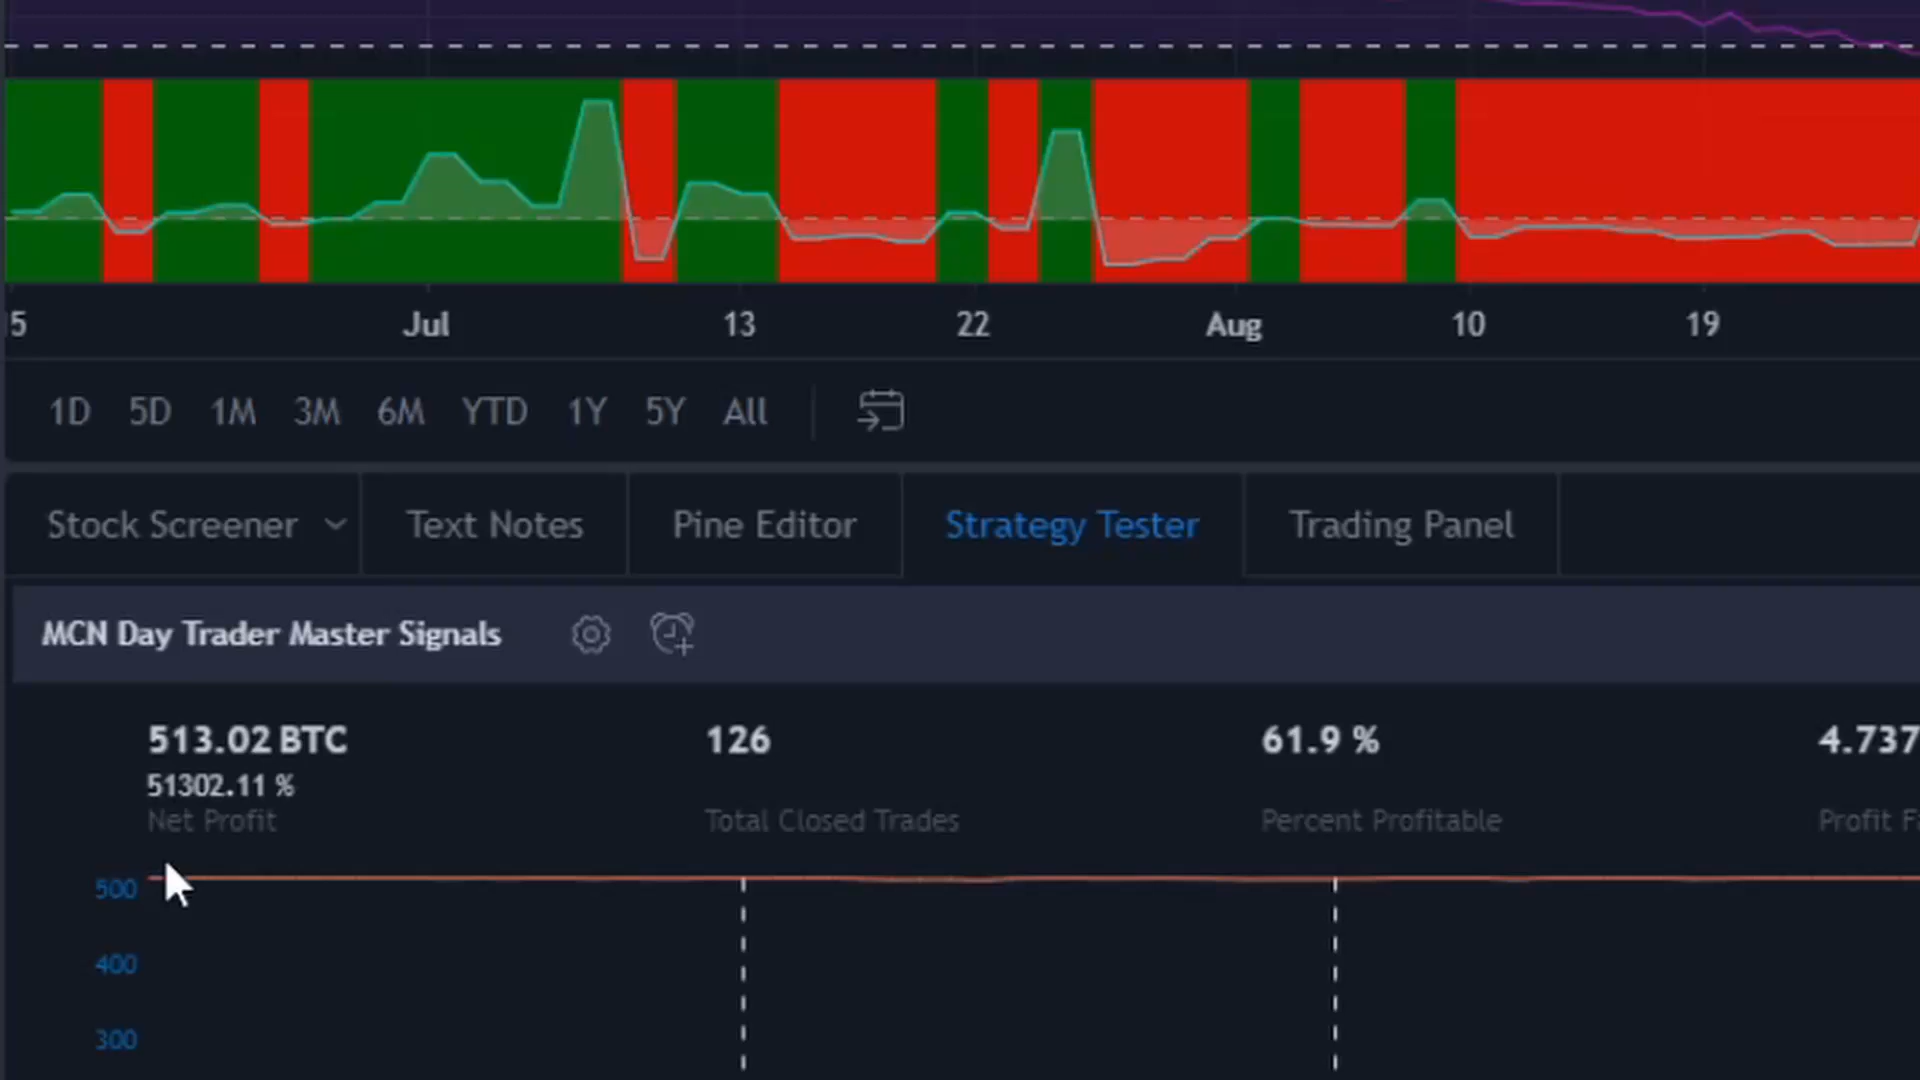 5 Jul 13 22 Aug 10 19
1D 5D 1M 3M 6M YTD 1Y 5Y All
Stock Screener Text Notes Pine Editor Strategy Tester Trading Panel
MCN Day Trader Master Signals
513.02 BTC 126 61.9 % 4.737
51302.11 %
Net Profit Total Closed Trades Percent Profitable Profit
500
400
300